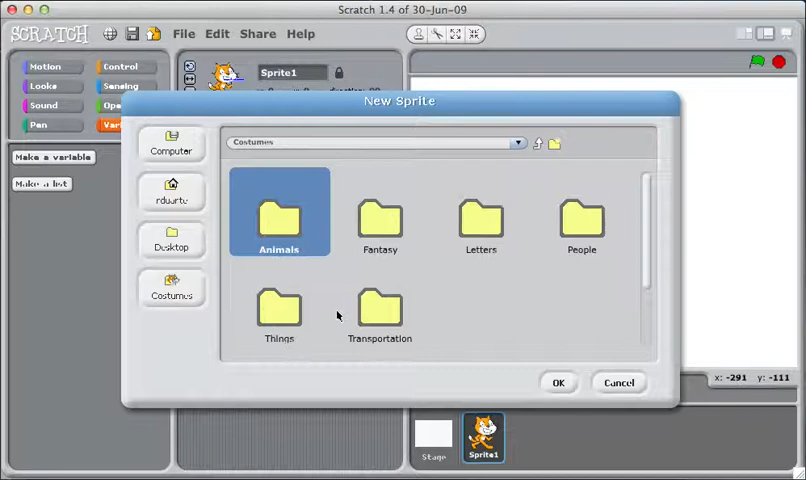 Scratch 1.4 of 30-Jun-09
SCRATCH File Edit Share Help
Motion Control
Looks Sensing
Sound
Pen
Make a variable
Make a list
Sprite1
New Sprite
Computer
rduarte
Desktop
Costumes
Costumes
Animals Fantasy Letters People
Things Transportation
OK Cancel
x: -291 y: -111
Stage
Sprite1